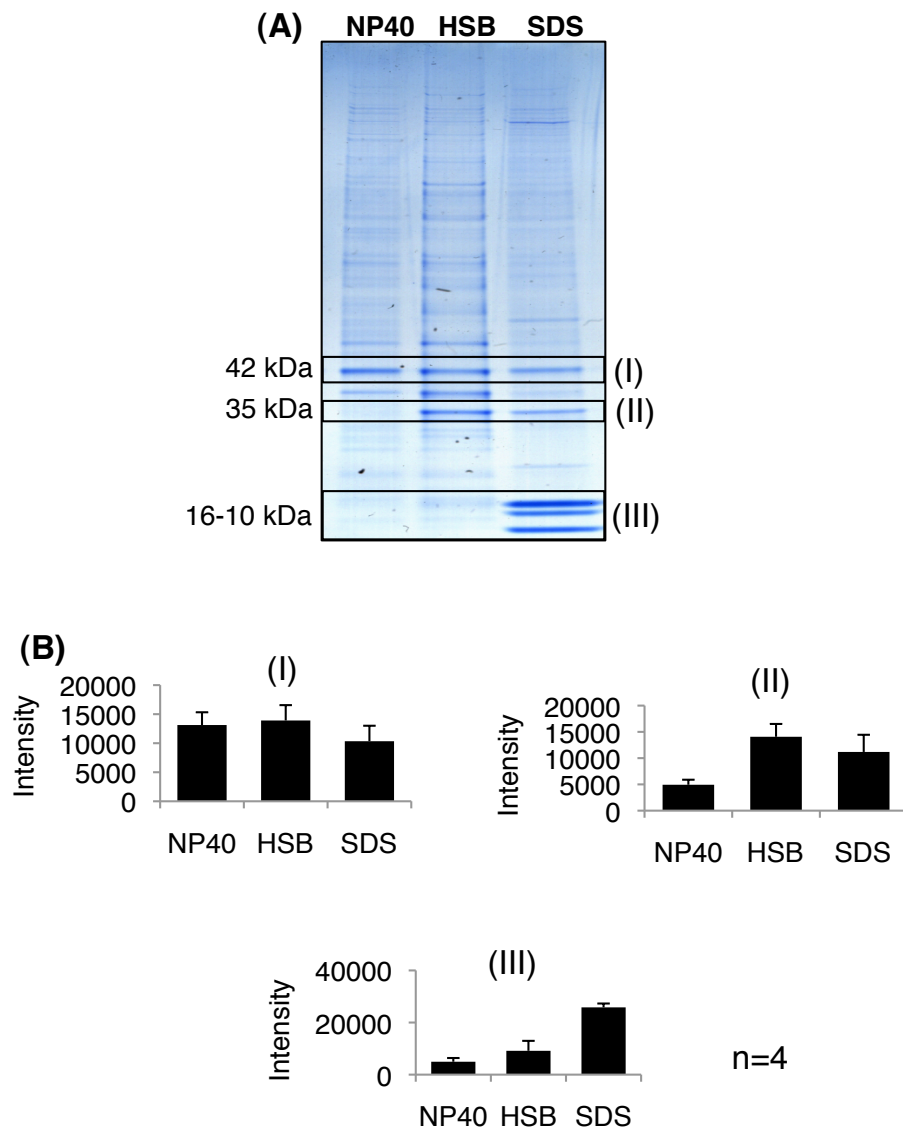 (A) NP40 HSB SDS
42 kDa (I)
35 kDa (II)
16-10 kDa (III)
(B)
(I)
20000
15000
10000
5000
0
Intensity
NP40 HSB SDS
(II)
20000
15000
10000
5000
0
Intensity
NP40 HSB SDS
(III)
40000
20000
0
Intensity
NP40 HSB SDS
n=4